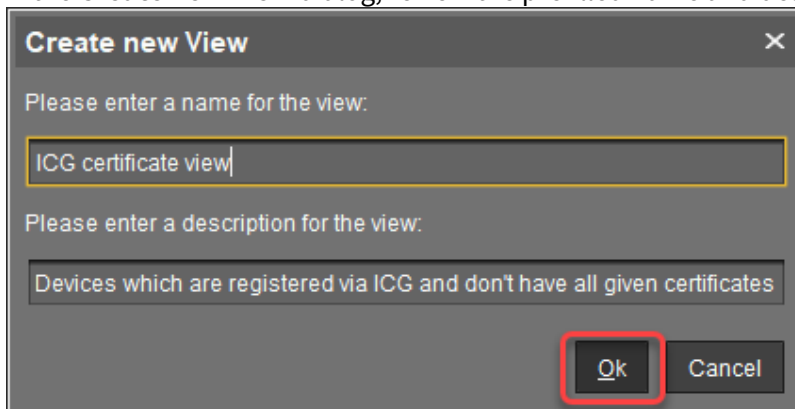 Create new View
Please enter a name for the view:
ICG certificate view
Please enter a description for the view:
Devices which are registered via ICG and don't have all given certificates
Ok Cancel